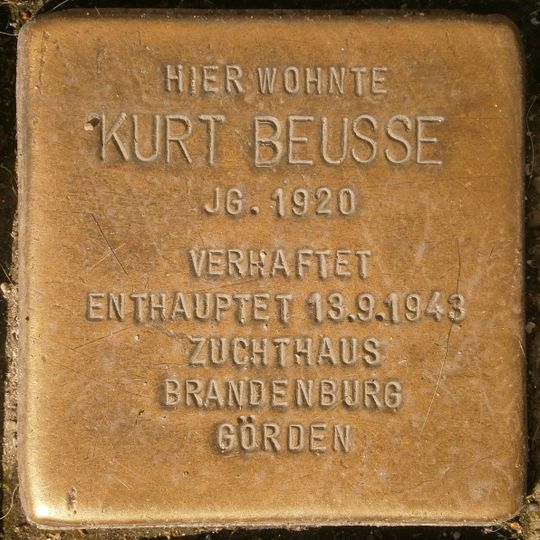 HIER WOHNTE
KURT BEUSSE
JG. 1920
VERHAFTET
ENTHAUPTET 13.9.1943
ZUCHTHAUS
BRANDENBURG
GÖRDEN